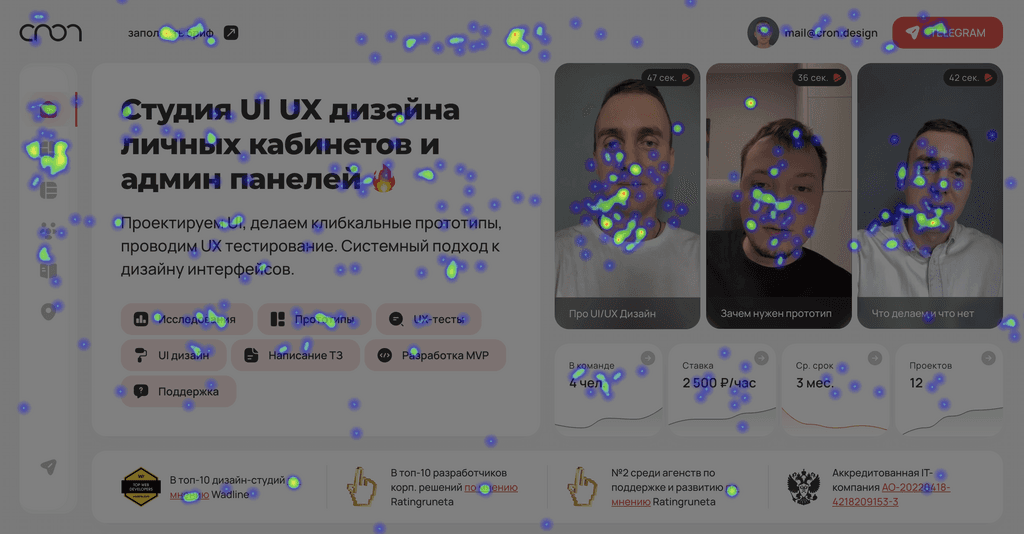 cron
заполнить бриф
mail@cron.design
TELEGRAM
Студия UI UX дизайна
личных кабинетов и
админ панелей
Проектируем UI, делаем клибкальные прототипы,
проводим UX тестирование. Системный подход к
дизайну интерфейсов.
Исследования
Прототипы
UX-тесты
UI дизайн
Написание ТЗ
Разработка MVP
Поддержка
47 сек.
Про UI/UX Дизайн
36 сек.
Зачем нужен прототип
42 сек.
Что делаем и что нет
В команде
4 чел.
Ставка
2 500 ₽/час
Ср. срок
3 мес.
Проектов
12
TOP WEB
DEVELOPERS
В топ-10 дизайн-студий
мнению Wadline
В топ-10 разработчиков
корп. решений по мнению
Ratingruneta
№2 среди агенств по
поддержке и развитию
мнению Ratingruneta
Аккредитованная IT-
компания АО-20220418-
4218209153-3